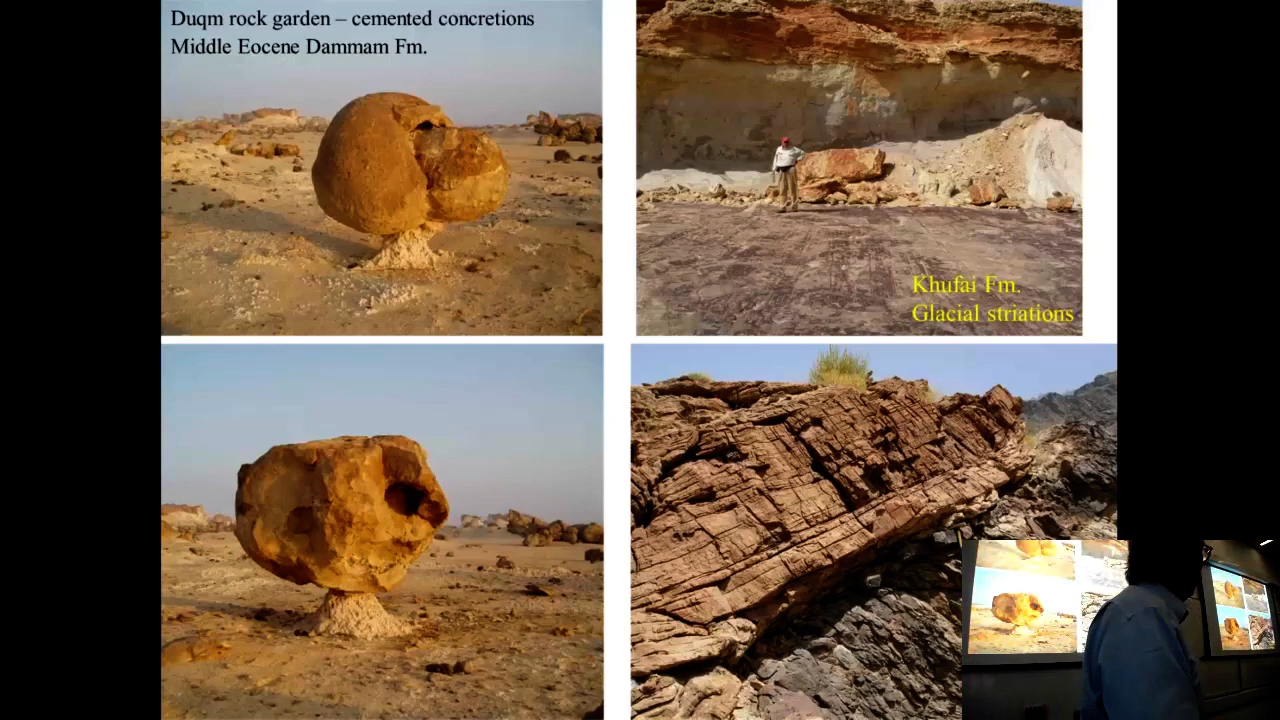 Duqm rock garden – cemented concretions
Middle Eocene Dammam Fm.
Khufai Fm.
Glacial striations